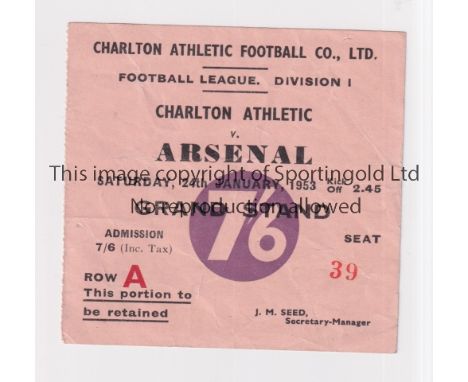 CHARLTON ATHLETIC FOOTBALL CO., LTD.
FOOTBALL LEAGUE. DIVISION I
CHARLTON ATHLETIC
v.
ARSENAL
This image copyright of Sportingold Ltd
SATURDAY, 24th JANUARY, 1953 Kick Off 2.45
No reproduction allowed
GRAND STAND
7/6
ADMISSION
7/6 (Inc. Tax)
SEAT
39
ROW A
This portion to
be retained
J. M. SEED,
Secretary-Manager